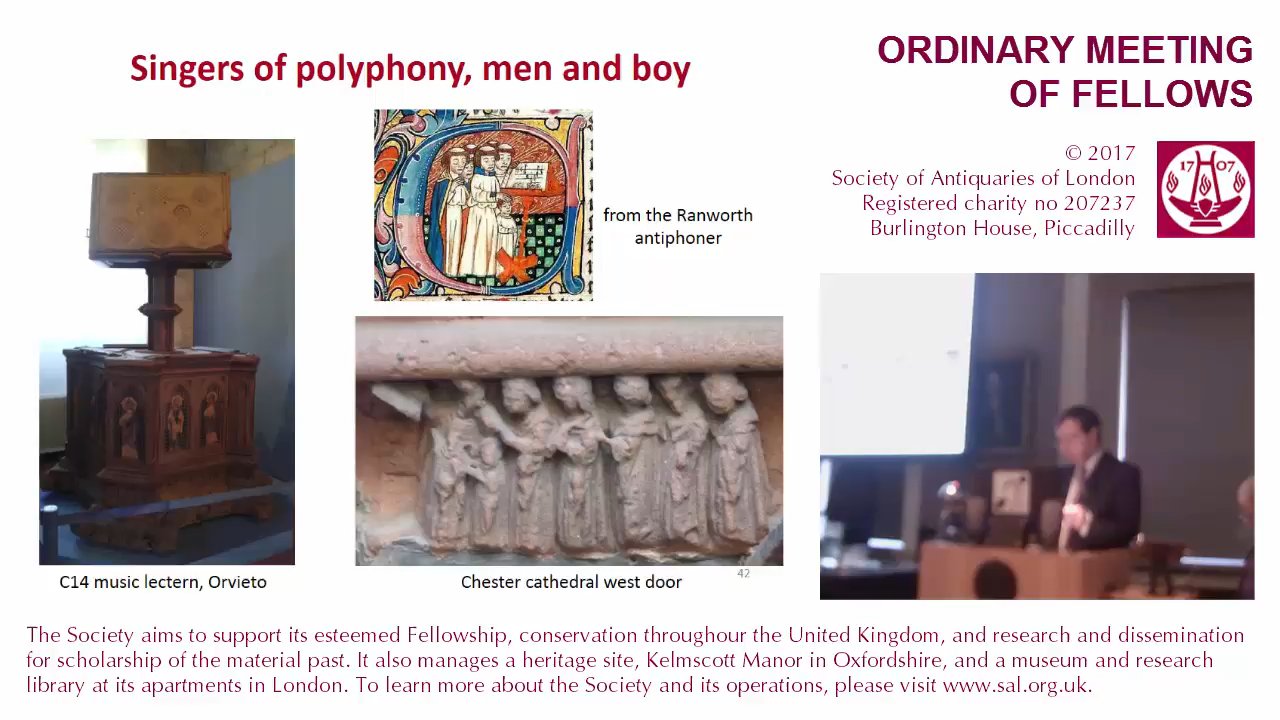 Singers of polyphony, men and boy
from the Ranworth
antiphoner
C14 music lectern, Orvieto
Chester cathedral west door
42
ORDINARY MEETING
OF FELLOWS
© 2017
Society of Antiquaries of London
Registered charity no 207237
Burlington House, Piccadilly
17 07
The Society aims to support its esteemed Fellowship, conservation throughour the United Kingdom, and research and dissemination
for scholarship of the material past. It also manages a heritage site, Kelmscott Manor in Oxfordshire, and a museum and research
library at its apartments in London. To learn more about the Society and its operations, please visit www.sal.org.uk.